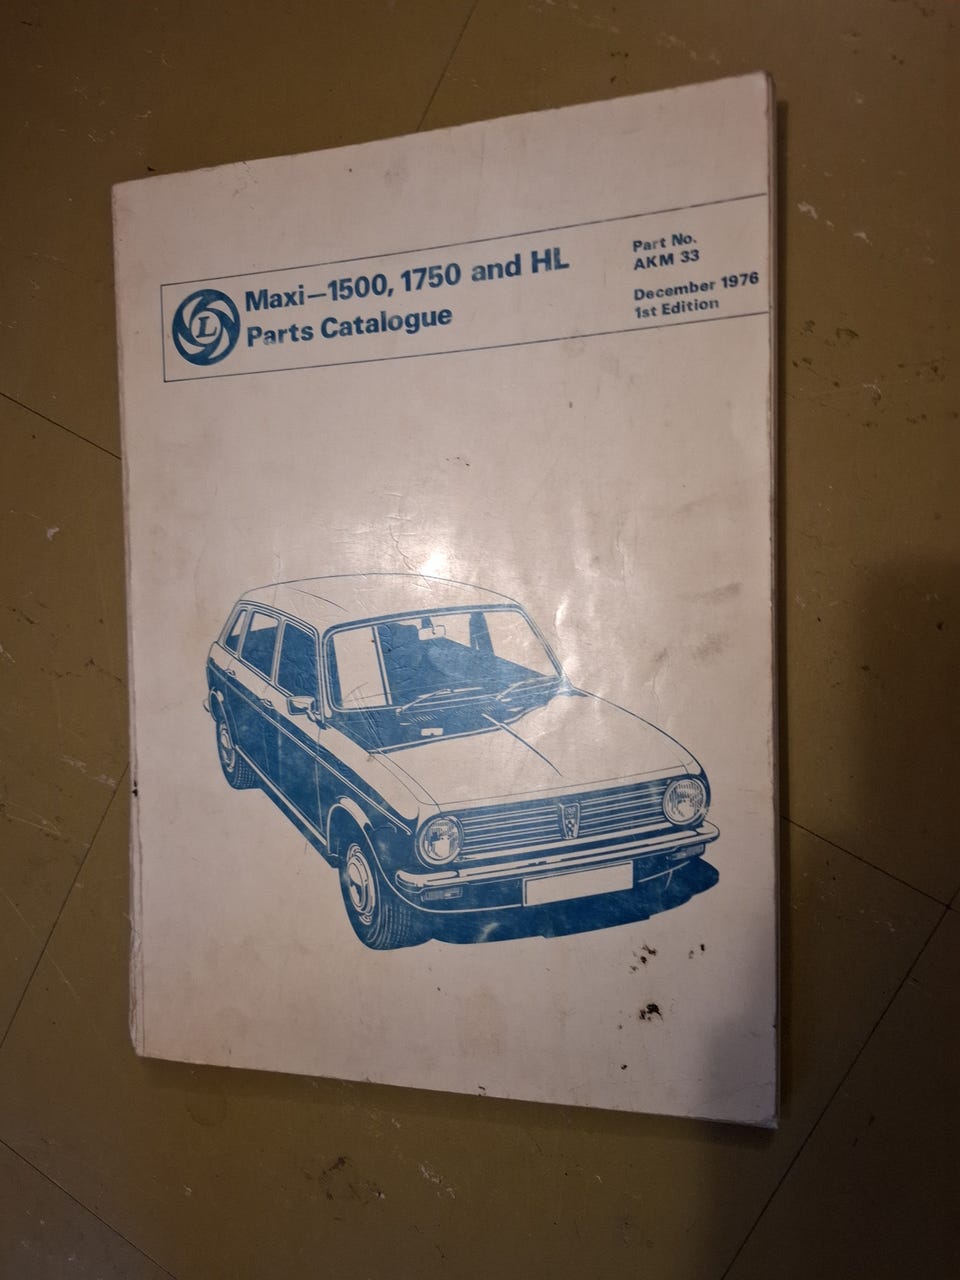 L
Maxi–1500, 1750 and HL
Parts Catalogue
Part No.
AKM 33
December 1976
1st Edition